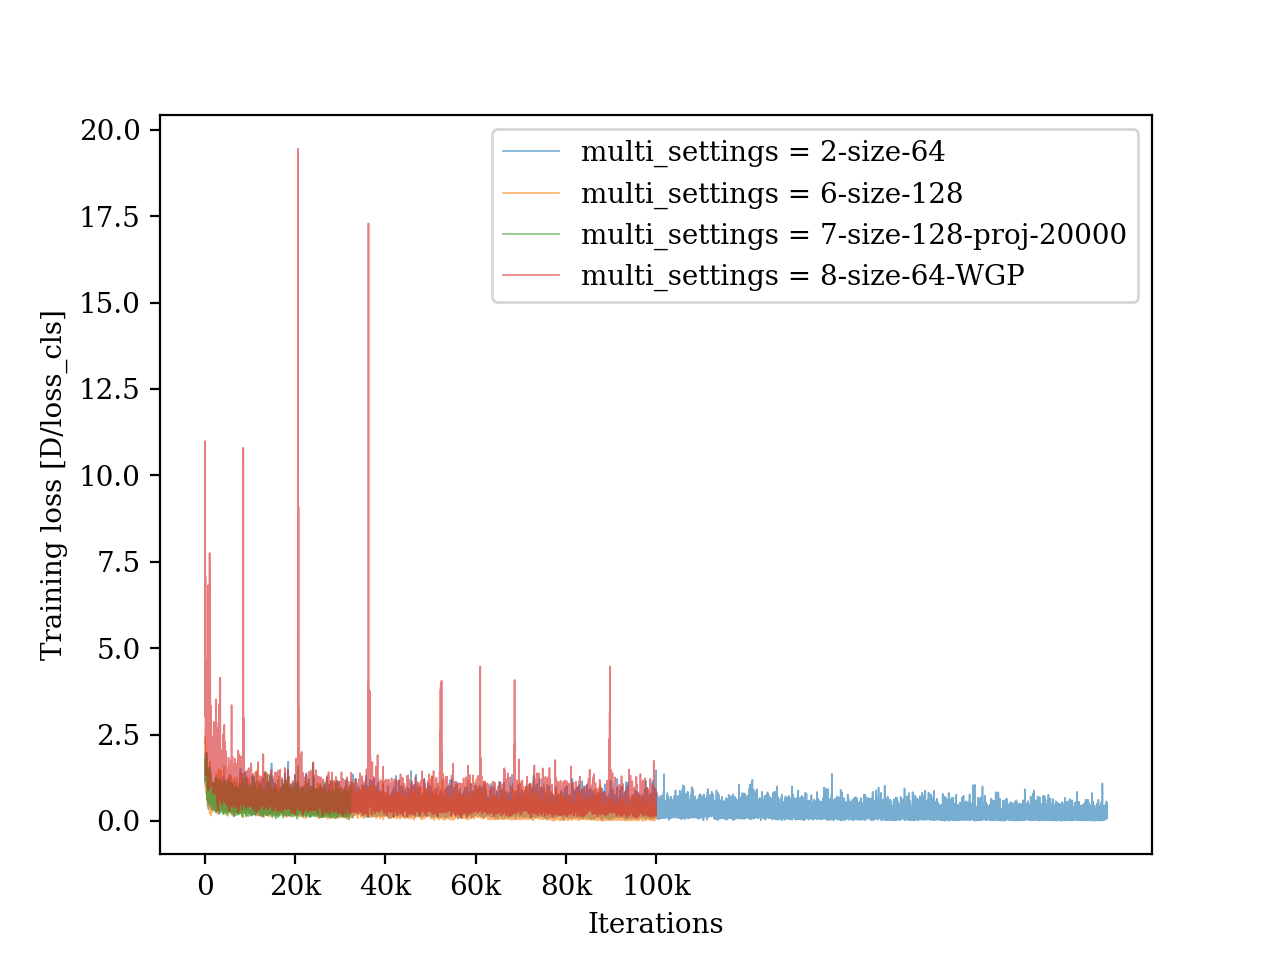 20.0
17.5
15.0
12.5
10.0
7.5
5.0
2.5
0.0
Training loss [D/loss_cls]
multi_settings = 2-size-64
multi_settings = 6-size-128
multi_settings = 7-size-128-proj-20000
multi_settings = 8-size-64-WGP
0 20k 40k 60k 80k 100k
Iterations